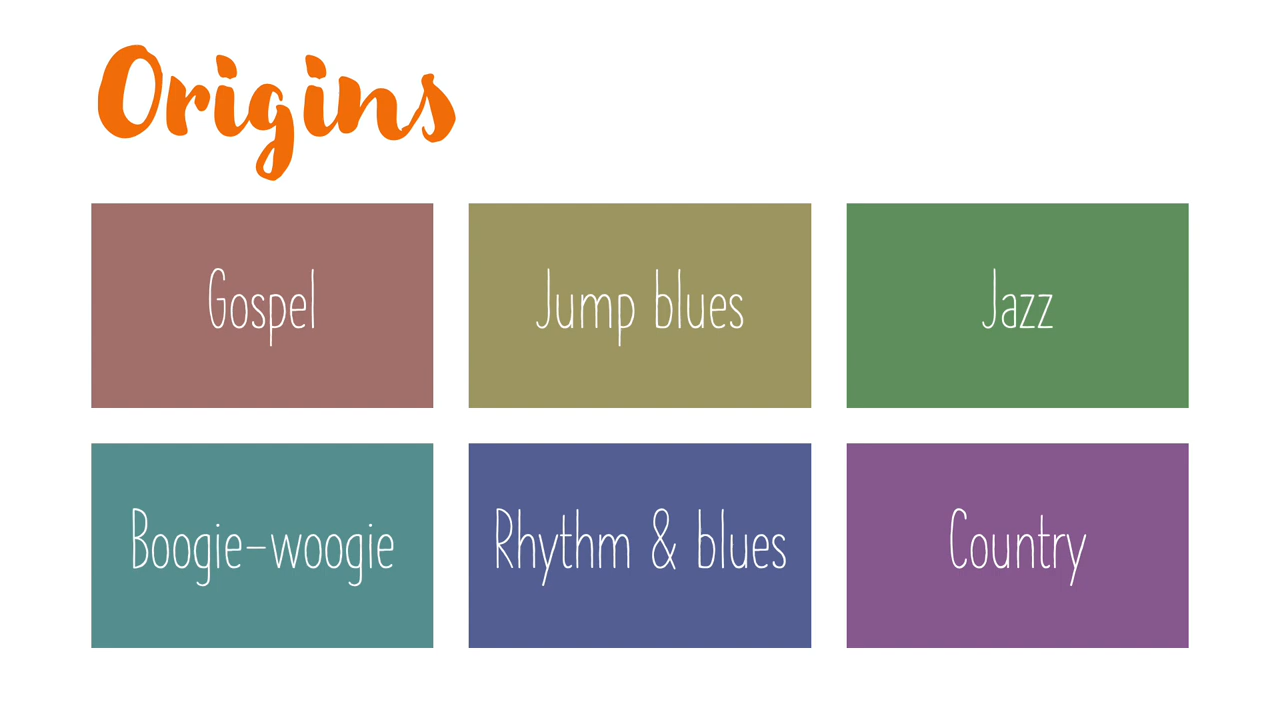 Origins
Gospel
Jump blues
Jazz
Boogie-woogie
Rhythm & blues
Country